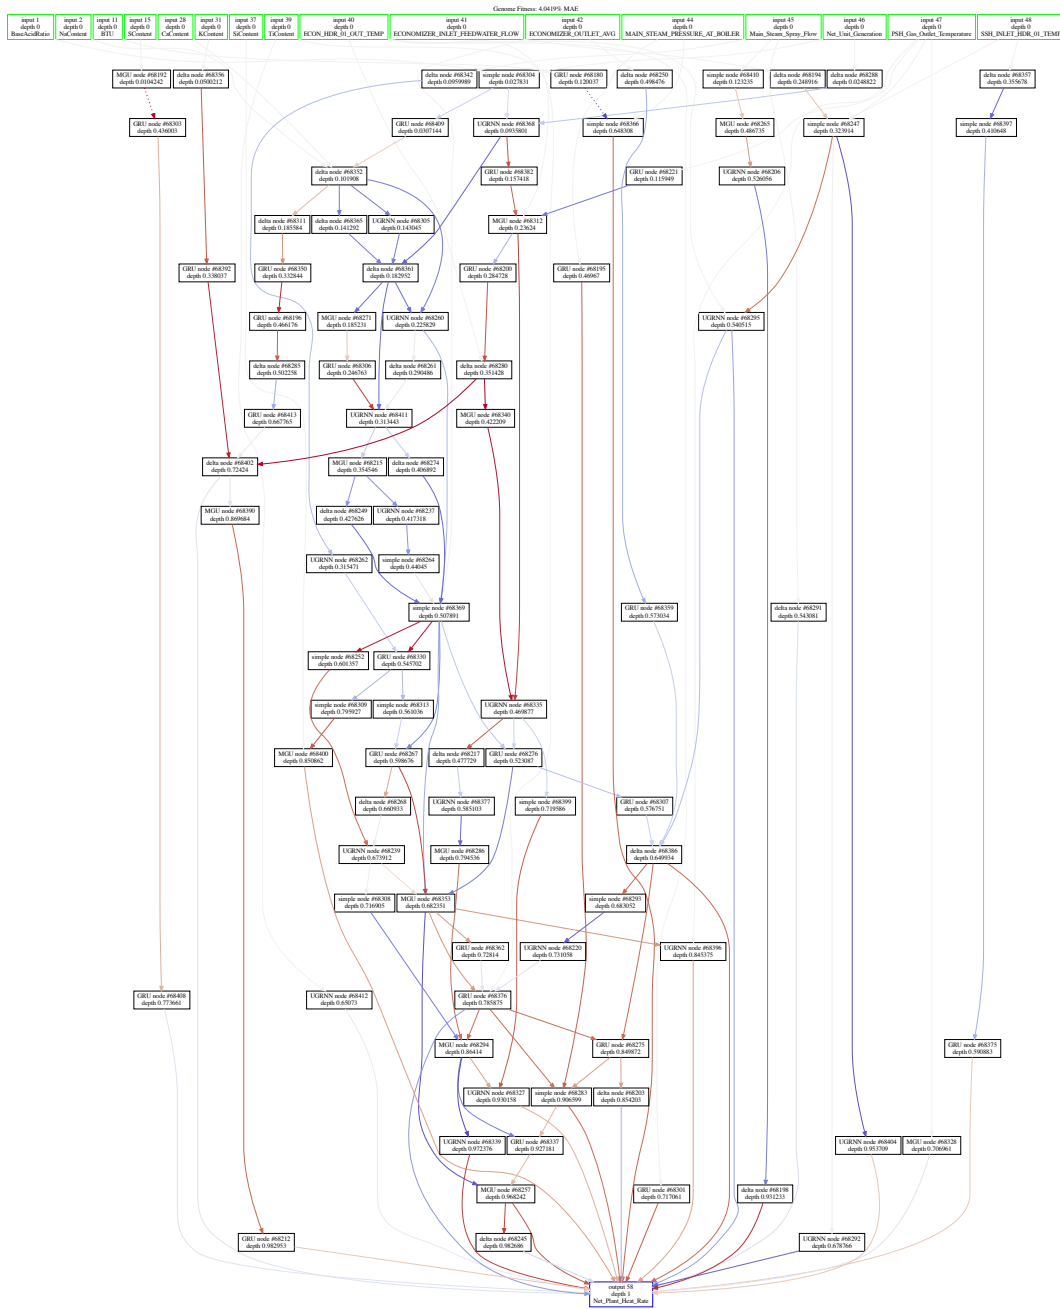 Genome Fitness: 4.0419% MAE
input 1
depth 0
BaseAcidRatio
input 2
depth 0
NaContent
input 11
depth 0
BTU
input 15
depth 0
SContent
input 28
depth 0
CaContent
input 31
depth 0
KContent
input 37
depth 0
SiContent
input 39
depth 0
TiContent
input 40
depth 0
ECON_HDR_01_OUT_TEMP
input 41
depth 0
ECONOMIZER_INLET_FEEDWATER_FLOW
input 42
depth 0
ECONOMIZER_OUTLET_AVG
input 44
depth 0
MAIN_STEAM_PRESSURE_AT_BOILER
input 45
depth 0
Main_Steam_Spray_Flow
input 46
depth 0
Net_Unit_Generation
input 47
depth 0
PSH_Gas_Outlet_Temperature
input 48
depth 0
SSH_INLET_HDR_01_TEMP
MGU node #68192
depth 0.0104242
delta node #68356
depth 0.0500212
delta node #68342
depth 0.0959989
simple node #68304
depth 0.027831
GRU node #68180
depth 0.120037
delta node #68250
depth 0.498476
simple node #68410
depth 0.123235
delta node #68194
depth 0.248916
delta node #68288
depth 0.0248822
delta node #68357
depth 0.355678
GRU node #68303
depth 0.436003
GRU node #68409
depth 0.0307144
UGRNN node #68368
depth 0.0935801
simple node #68366
depth 0.648308
MGU node #68265
depth 0.486735
simple node #68247
depth 0.323914
simple node #68397
depth 0.410648
delta node #68352
depth 0.101908
GRU node #68382
depth 0.157418
GRU node #68221
depth 0.115949
UGRNN node #68206
depth 0.526056
delta node #68311
depth 0.185584
delta node #68365
depth 0.141292
UGRNN node #68305
depth 0.143045
MGU node #68312
depth 0.23624
GRU node #68392
depth 0.338037
GRU node #68350
depth 0.332844
delta node #68361
depth 0.182952
GRU node #68200
depth 0.284728
GRU node #68195
depth 0.46967
GRU node #68196
depth 0.466176
MGU node #68271
depth 0.185231
UGRNN node #68260
depth 0.225829
UGRNN node #68295
depth 0.540515
delta node #68285
depth 0.502258
GRU node #68306
depth 0.246763
delta node #68261
depth 0.290486
delta node #68280
depth 0.351428
GRU node #68413
depth 0.667765
UGRNN node #68411
depth 0.313443
MGU node #68340
depth 0.422209
delta node #68402
depth 0.72424
MGU node #68215
depth 0.354546
delta node #68274
depth 0.406892
MGU node #68390
depth 0.869684
delta node #68249
depth 0.427626
UGRNN node #68237
depth 0.417318
UGRNN node #68262
depth 0.315471
simple node #68264
depth 0.44045
simple node #68369
depth 0.507891
GRU node #68359
depth 0.573034
delta node #68291
depth 0.543081
simple node #68252
depth 0.601357
GRU node #68330
depth 0.545702
simple node #68309
depth 0.795927
simple node #68313
depth 0.561036
UGRNN node #68335
depth 0.469877
MGU node #68400
depth 0.850862
GRU node #68267
depth 0.598676
delta node #68217
depth 0.477729
GRU node #68276
depth 0.523087
delta node #68268
depth 0.660933
UGRNN node #68377
depth 0.585103
simple node #68399
depth 0.719586
GRU node #68307
depth 0.576751
UGRNN node #68239
depth 0.673912
MGU node #68286
depth 0.794536
delta node #68386
depth 0.649934
simple node #68308
depth 0.716905
MGU node #68353
depth 0.682351
simple node #68293
depth 0.683052
GRU node #68362
depth 0.72814
UGRNN node #68220
depth 0.731058
UGRNN node #68396
depth 0.845375
GRU node #68408
depth 0.773661
UGRNN node #68412
depth 0.65073
GRU node #68376
depth 0.785875
MGU node #68294
depth 0.86414
GRU node #68275
depth 0.849872
GRU node #68375
depth 0.590883
UGRNN node #68327
depth 0.930158
simple node #68283
depth 0.906599
delta node #68203
depth 0.854203
UGRNN node #68339
depth 0.972376
GRU node #68337
depth 0.927181
UGRNN node #68404
depth 0.953709
MGU node #68328
depth 0.706961
MGU node #68257
depth 0.968242
GRU node #68301
depth 0.717061
delta node #68198
depth 0.931233
GRU node #68212
depth 0.982953
delta node #68245
depth 0.982686
UGRNN node #68292
depth 0.678766
output 58
depth 1
Net_Plant_Heat_Rate